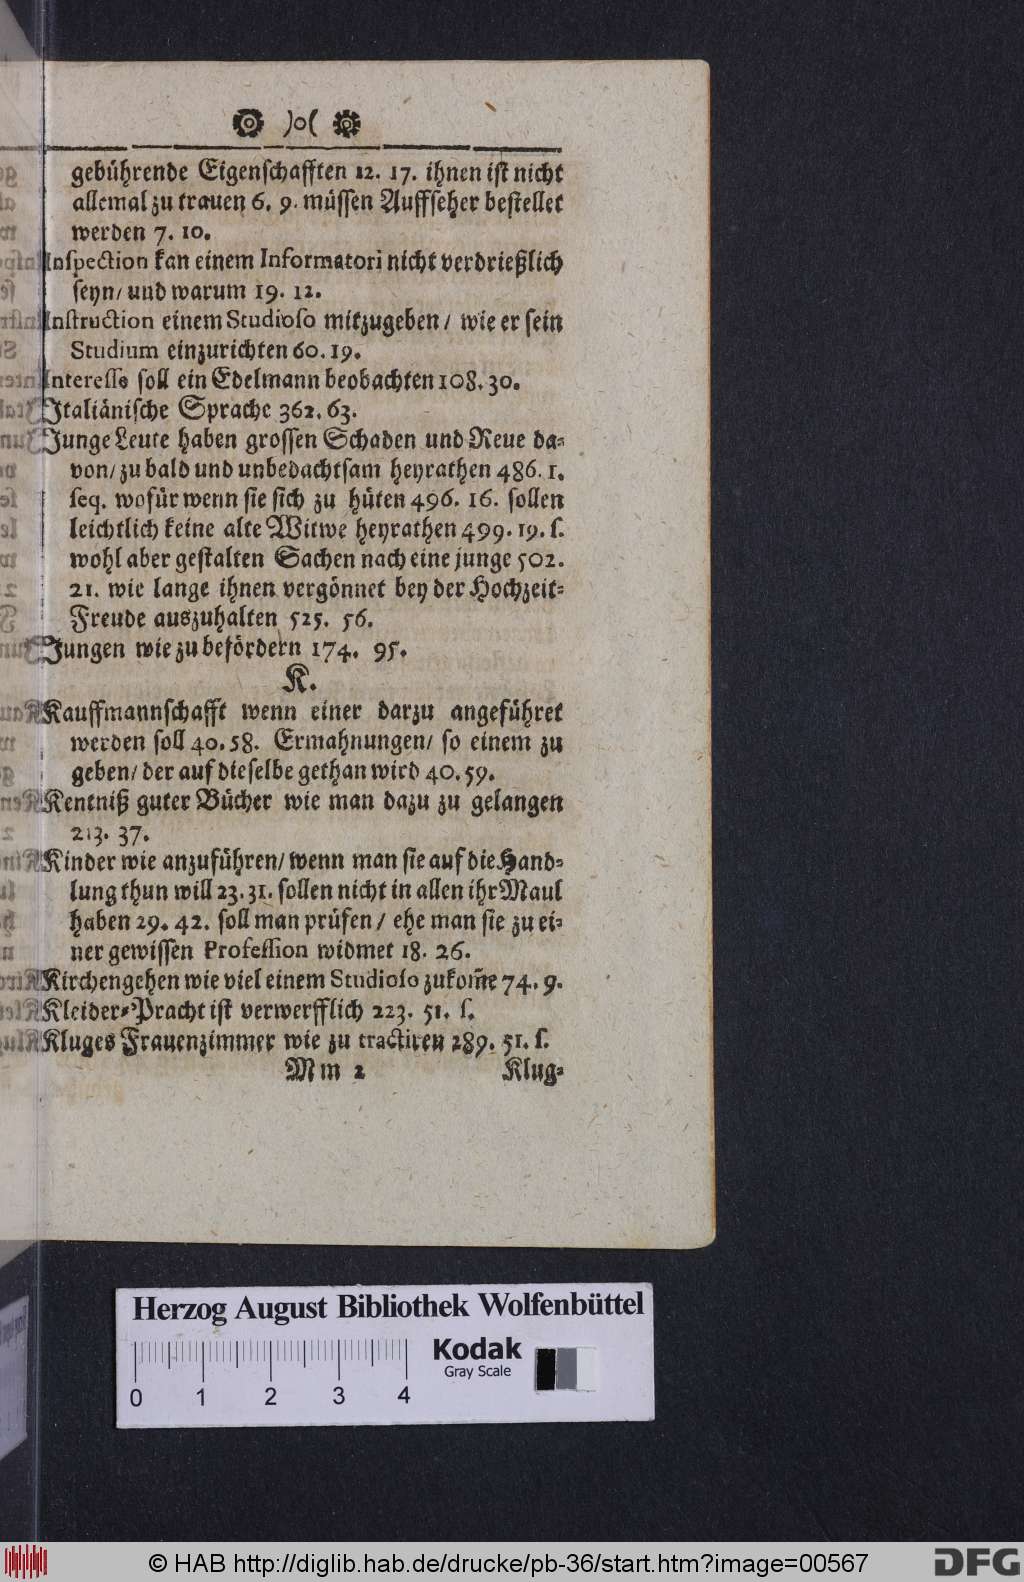 )o(
gebührende Eigenschafften 12. 17. ihnen ist nicht
allemal zu trauen 6. 9. müssen Auffseher bestellet
werden 7. 10.
Inspection kan einem Informatori nicht verdrießlich
seyn/ und warum 19. 12.
Instruction einem Studioso mitzugeben/ wie er sein
Studium einzurichten 60. 19.
Interesse soll ein Edelmann beobachten 108. 30.
Italiänische Sprache 362. 63.
Junge Leute haben grossen Schaden und Reue da-
von/ zu bald und unbedachtsam heyrathen 486. 1.
seq. wofür wenn sie sich zu hüten 496. 16. sollen
leichtlich keine alte Witwe heyrathen 499. 19. s.
wohl aber gestalten Sachen nach eine junge 502.
21. wie lange ihnen vergönnet bey der Hochzeit-
Freude auszuhalten 525. 56.
Jungen wie zu befördern 174. 95.
K.
Kauffmannschafft wenn einer darzu angeführet
werden soll 40. 58. Ermahnungen/ so einem zu
geben/ der auf dieselbe gethan wird 40. 59.
Kentniß guter Bücher wie man dazu zu gelangen
213. 37.
Kinder wie anzuführen/ wenn man sie auf die Hand-
lung thun will 23. 31. sollen nicht in allen ihr Maul
haben 29. 42. soll man prüfen/ ehe man sie zu ei-
ner gewissen Profession widmet 18. 26.
Kirchengehen wie viel einem Studioso zukom̄e 74. 9.
Kleider-Pracht ist verwerfflich 223. 51. s.
Kluges Frauenzimmer wie zu tractiren 289. 51. s.
Mm 2 Klug-
Herzog August Bibliothek Wolfenbüttel
Kodak
Gray Scale
0 1 2 3 4
© HAB http://diglib.hab.de/drucke/pb-36/start.htm?image=00567
DFG